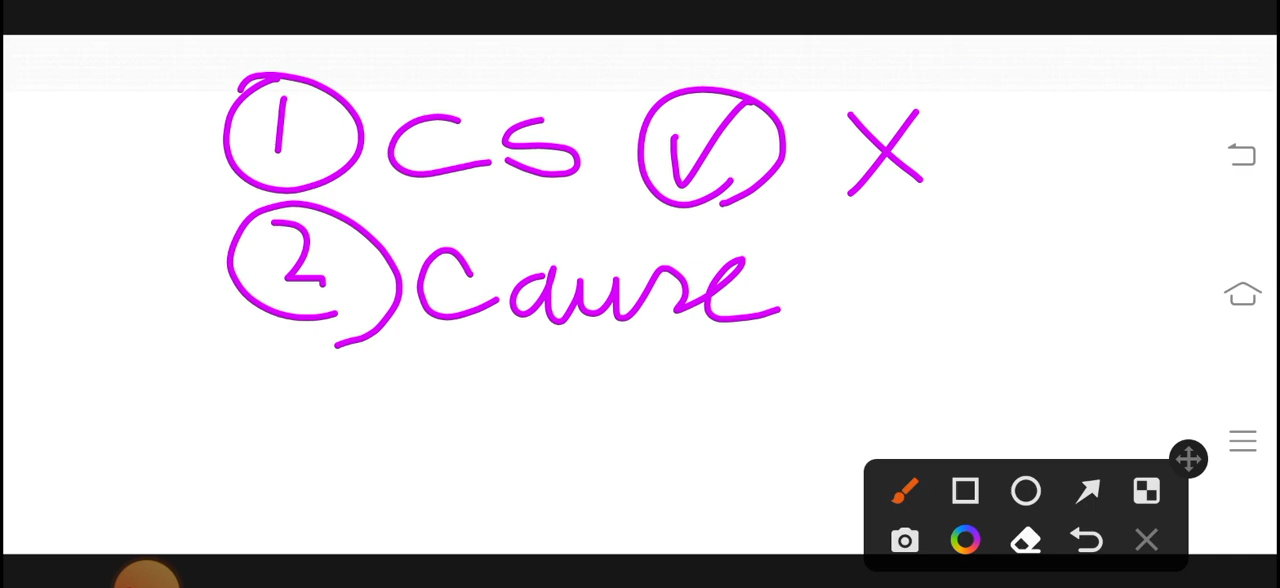 ① CS ✓ X
② Cause